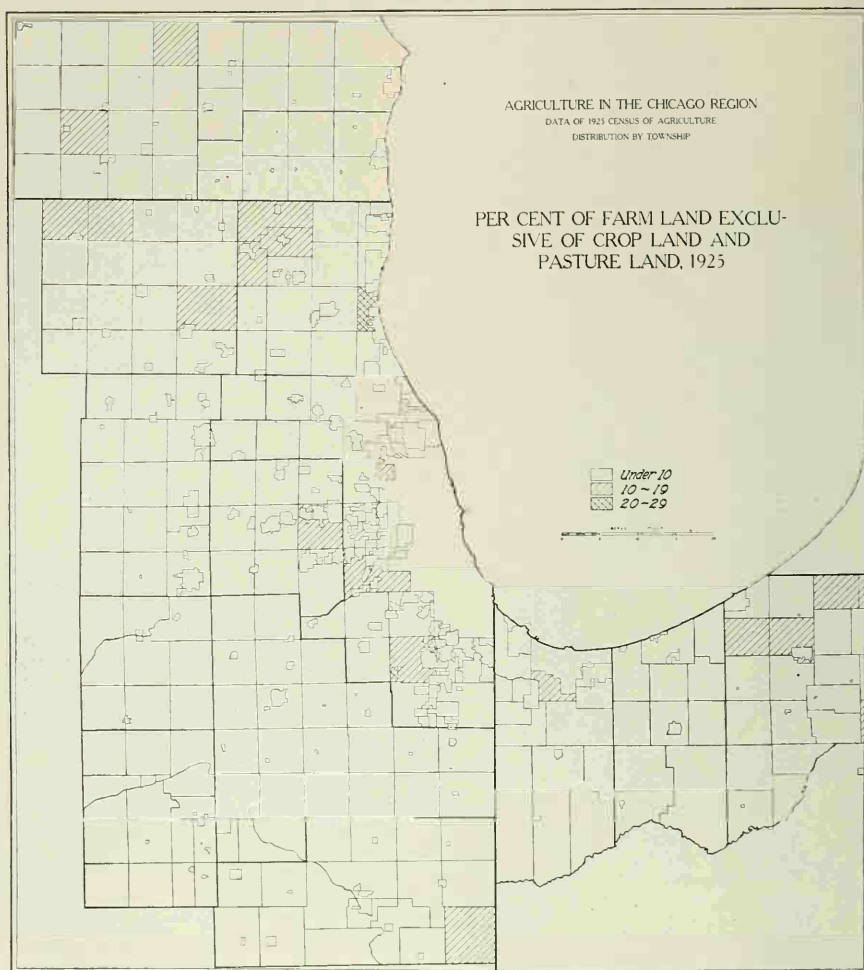 AGRICULTURE IN THE CHICAGO REGION
DATA OF 1925 CENSUS OF AGRICULTURE
DISTRIBUTION BY TOWNSHIP
PER CENT OF FARM LAND EXCLU-
SIVE OF CROP LAND AND
PASTURE LAND, 1925
Under 10
10 - 19
20 - 29